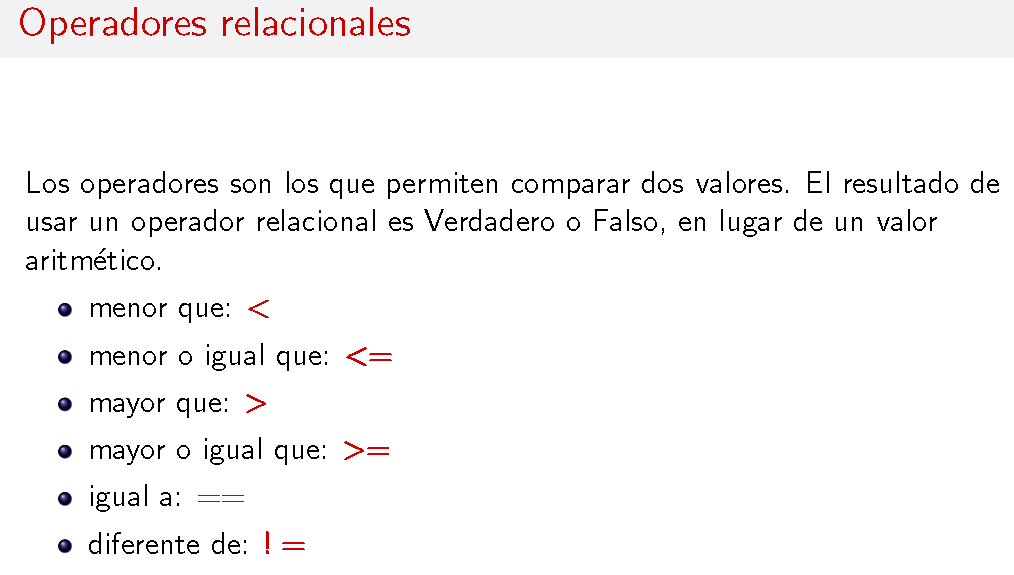 Operadores relacionales
Los operadores son los que permiten comparar dos valores. El resultado de
usar un operador relacional es Verdadero o Falso, en lugar de un valor
aritmético.
menor que: <
menor o igual que: <=
mayor que: >
mayor o igual que: >=
igual a: ==
diferente de: ! =